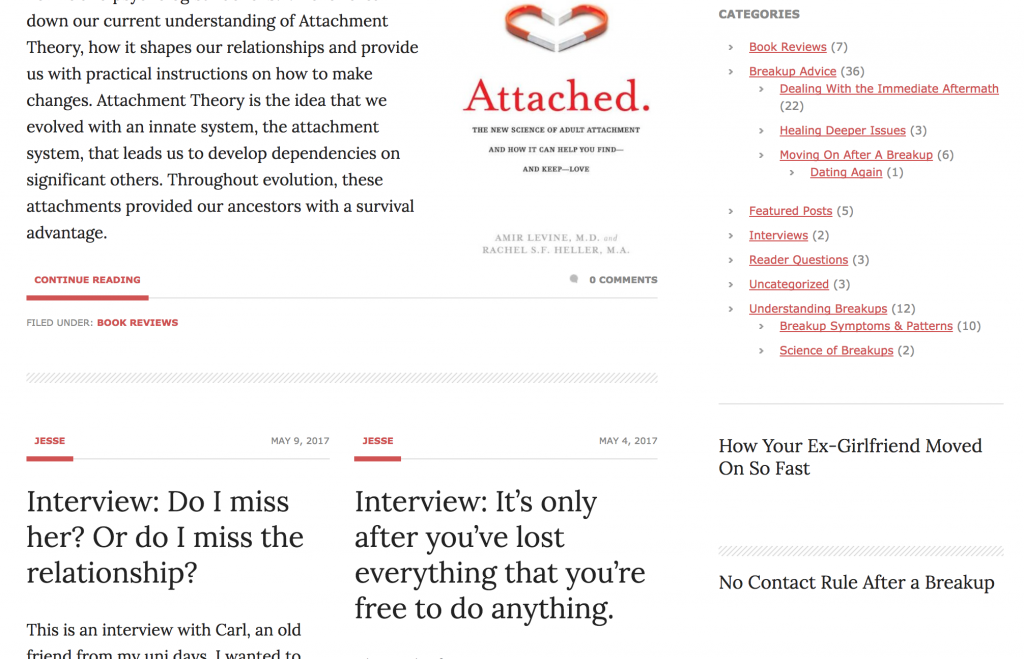 down our current understanding of Attachment
Theory, how it shapes our relationships and provide
us with practical instructions on how to make
changes. Attachment Theory is the idea that we
evolved with an innate system, the attachment
system, that leads us to develop dependencies on
significant others. Throughout evolution, these
attachments provided our ancestors with a survival
advantage.
Attached.
THE NEW SCIENCE OF ADULT ATTACHMENT
AND HOW IT CAN HELP YOU FIND—
AND KEEP—LOVE
AMIR LEVINE, M.D. and
RACHEL S.F. HELLER, M.A.
CONTINUE READING
0 COMMENTS
FILED UNDER: BOOK REVIEWS
JESSE
MAY 9, 2017
Interview: Do I miss
her? Or do I miss the
relationship?
This is an interview with Carl, an old
friend from my uni days. I wanted to
JESSE
MAY 4, 2017
Interview: It's only
after you've lost
everything that you're
free to do anything.
CATEGORIES
› Book Reviews (7)
› Breakup Advice (36)
› Dealing With the Immediate Aftermath
(22)
› Healing Deeper Issues (3)
› Moving On After A Breakup (6)
› Dating Again (1)
› Featured Posts (5)
› Interviews (2)
› Reader Questions (3)
› Uncategorized (3)
› Understanding Breakups (12)
› Breakup Symptoms & Patterns (10)
› Science of Breakups (2)
How Your Ex-Girlfriend Moved
On So Fast
No Contact Rule After a Breakup